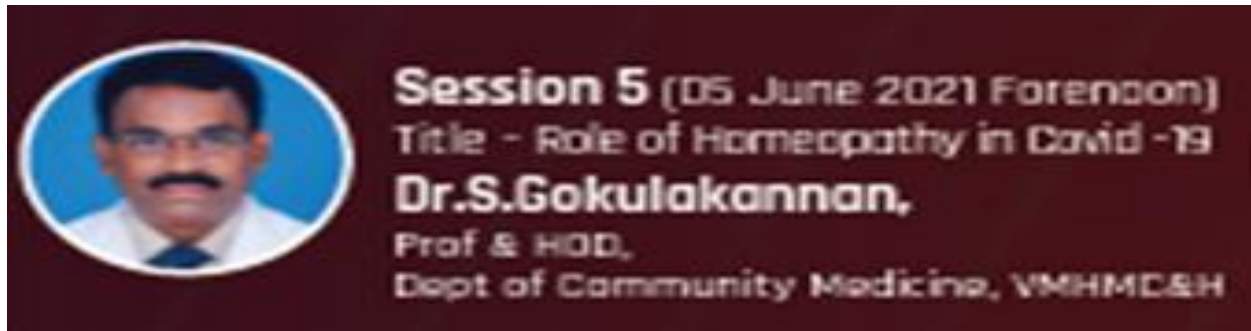 Session 5 (05 June 2021 Forenoon)
Title - Role of Homeopathy in Covid -19
Dr.S.Gokulakannan,
Prof & HOD,
Dept of Community Medicine, VMHMC&H